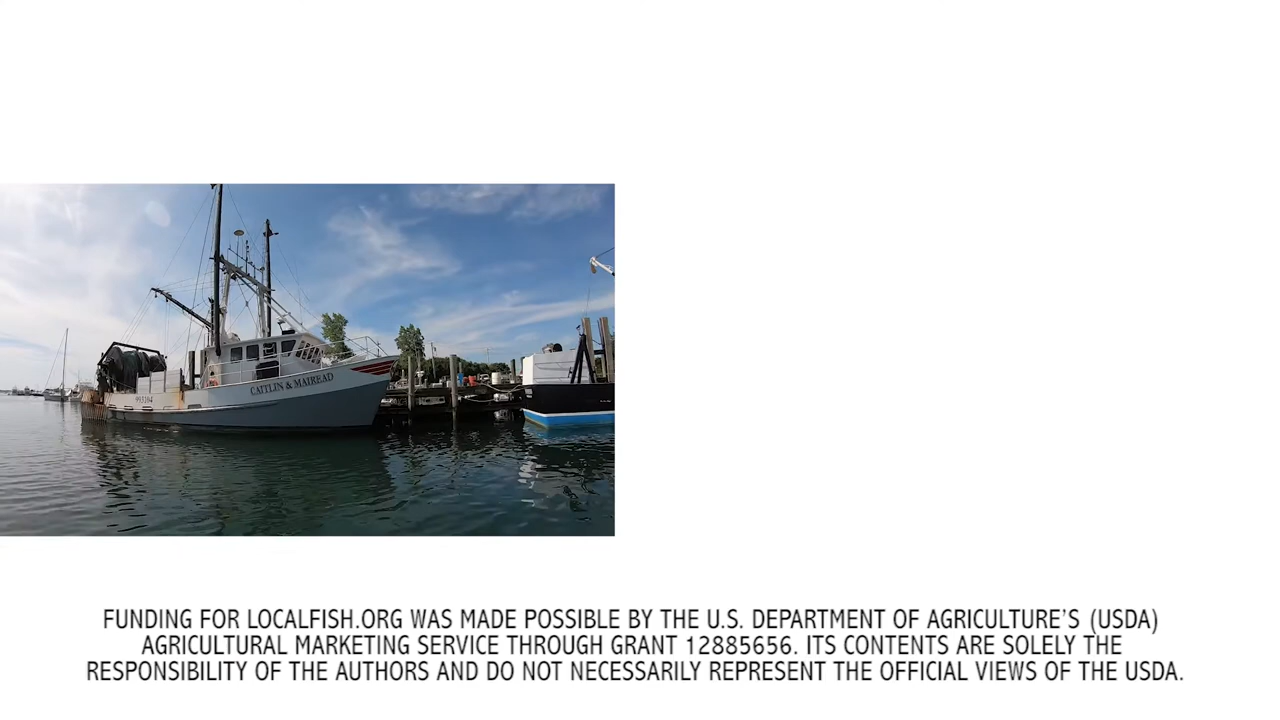 CAITLIN & MAIREAD
FUNDING FOR LOCALFISH.ORG WAS MADE POSSIBLE BY THE U.S. DEPARTMENT OF AGRICULTURE’S (USDA)
AGRICULTURAL MARKETING SERVICE THROUGH GRANT 12885656. ITS CONTENTS ARE SOLELY THE
RESPONSIBILITY OF THE AUTHORS AND DO NOT NECESSARILY REPRESENT THE OFFICIAL VIEWS OF THE USDA.